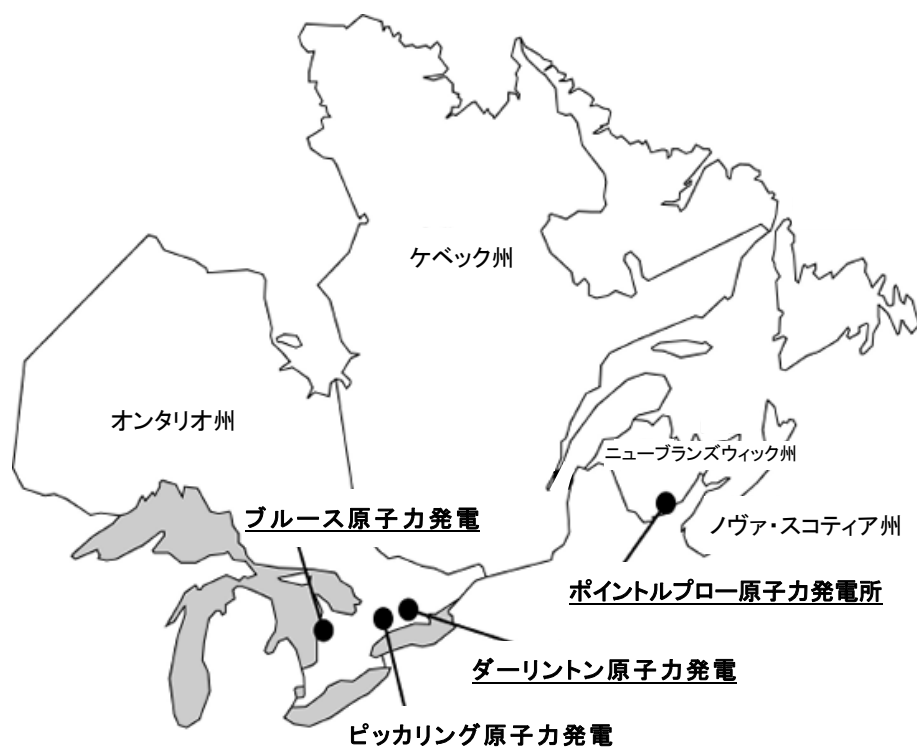 ケベック州
オンタリオ州
ニューブランズウィック州
ブルース原子力発電
ノヴァ・スコティア州
ポイントルプロー原子力発電所
ダーリントン原子力発電
ピッカリング原子力発電